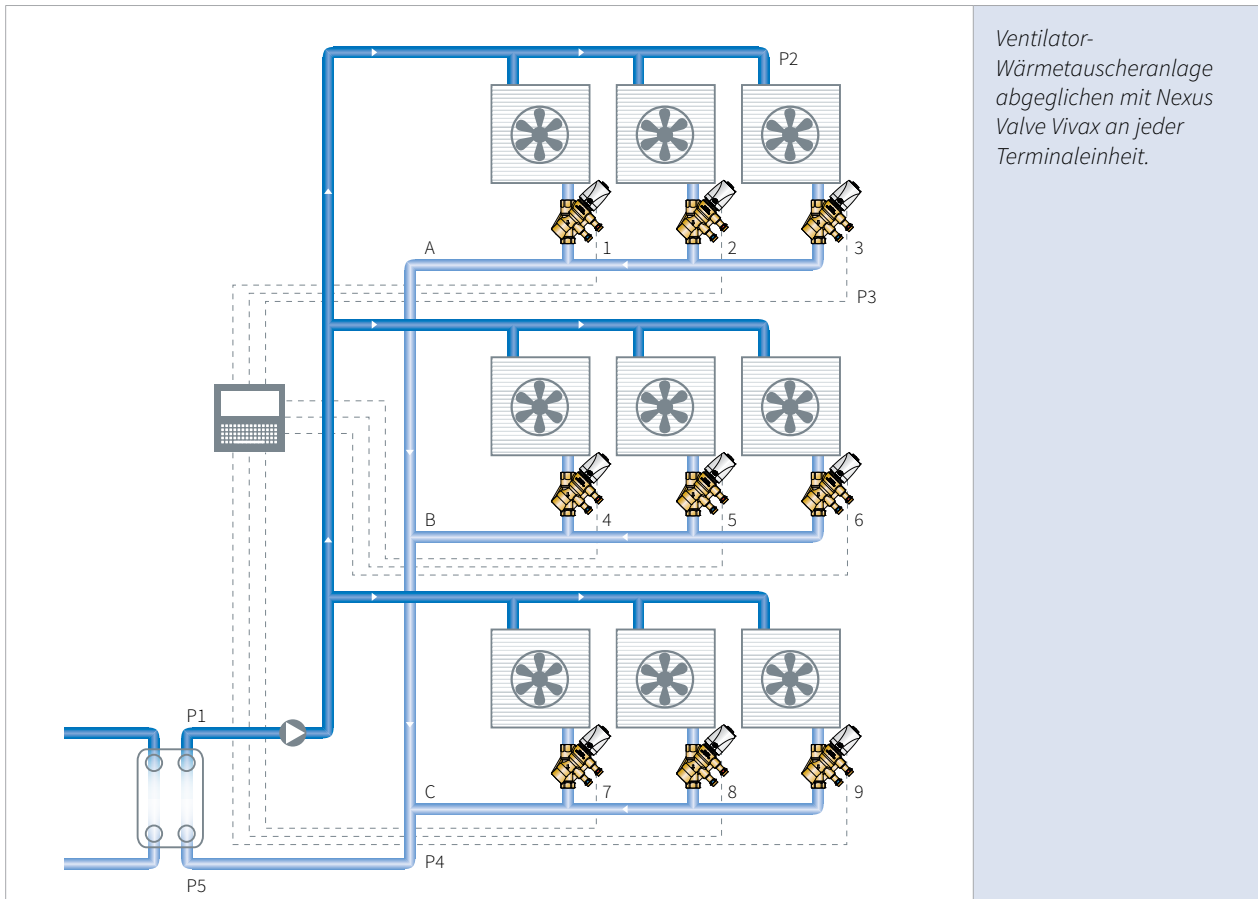 P2
1
2
3
A
P3
4
5
6
B
P1
7
8
9
C
P4
P5
Ventilator-
Wärmetauscheranlage
abgeglichen mit Nexus
Valve Vivax an jeder
Terminaleinheit.